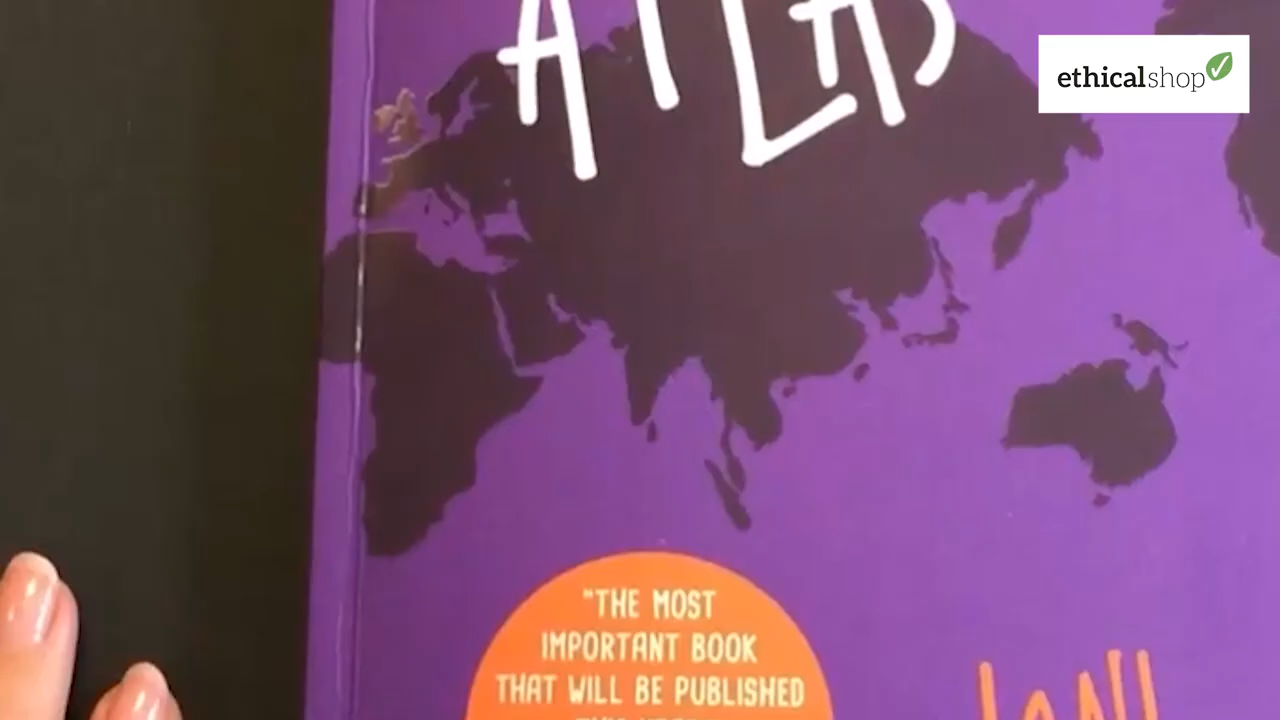 ATLAS
ethicalshop
"THE MOST
IMPORTANT BOOK
THAT WILL BE PUBLISHED